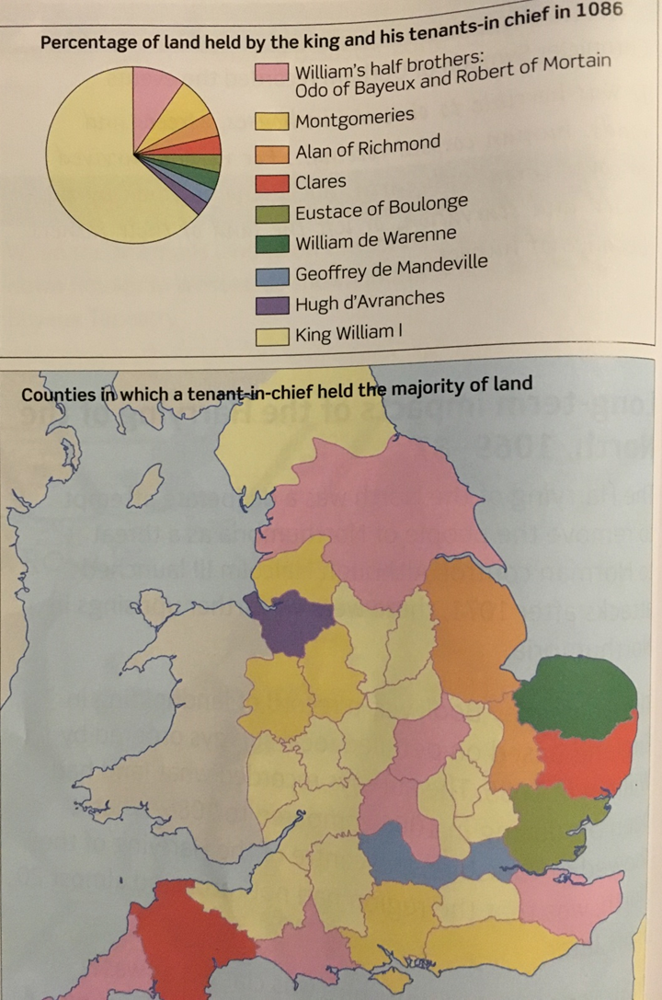 Percentage of land held by the king and his tenants-in chief in 1086
William's half brothers:
Odo of Bayeux and Robert of Mortain
Montgomeries
Alan of Richmond
Clares
Eustace of Boulonge
William de Warenne
Geoffrey de Mandeville
Hugh d'Avranches
King William I
Counties in which a tenant-in-chief held the majority of land